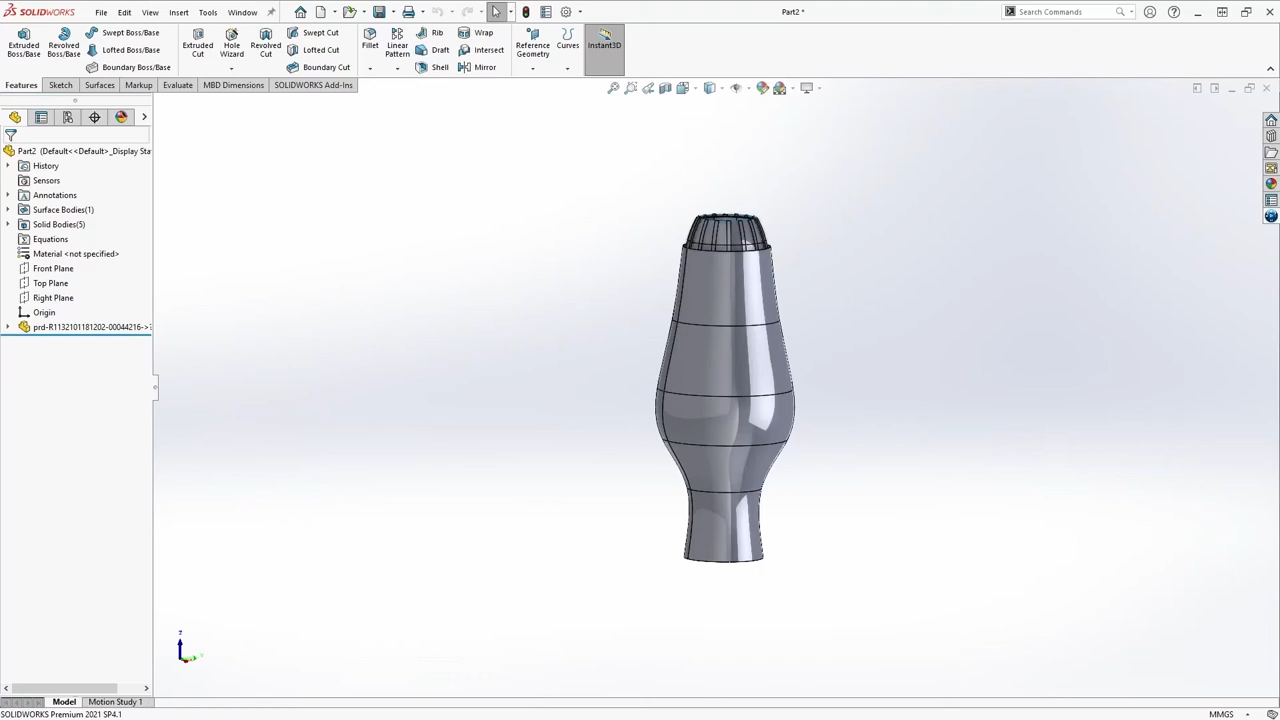 SOLIDWORKS File Edit View Insert Tools Window Part2 * Search Commands
Extruded Boss/Base
Revolved Boss/Base
Swept Boss/Base
Lofted Boss/Base
Boundary Boss/Base
Extruded Cut
Hole Wizard
Revolved Cut
Swept Cut
Lofted Cut
Boundary Cut
Fillet
Linear Pattern
Rib
Draft
Shell
Wrap
Intersect
Mirror
Reference Geometry
Curves
Instant3D
Features Sketch Surfaces Markup Evaluate MBD Dimensions SOLIDWORKS Add-Ins
Part2 (Default<<Default>_Display Sta
History
Sensors
Annotations
Surface Bodies(1)
Solid Bodies(5)
Equations
Material <not specified>
Front Plane
Top Plane
Right Plane
Origin
prd-R1132101181202-00044216->
Z
Model Motion Study 1
SOLIDWORKS Premium 2021 SP4.1 MMGS